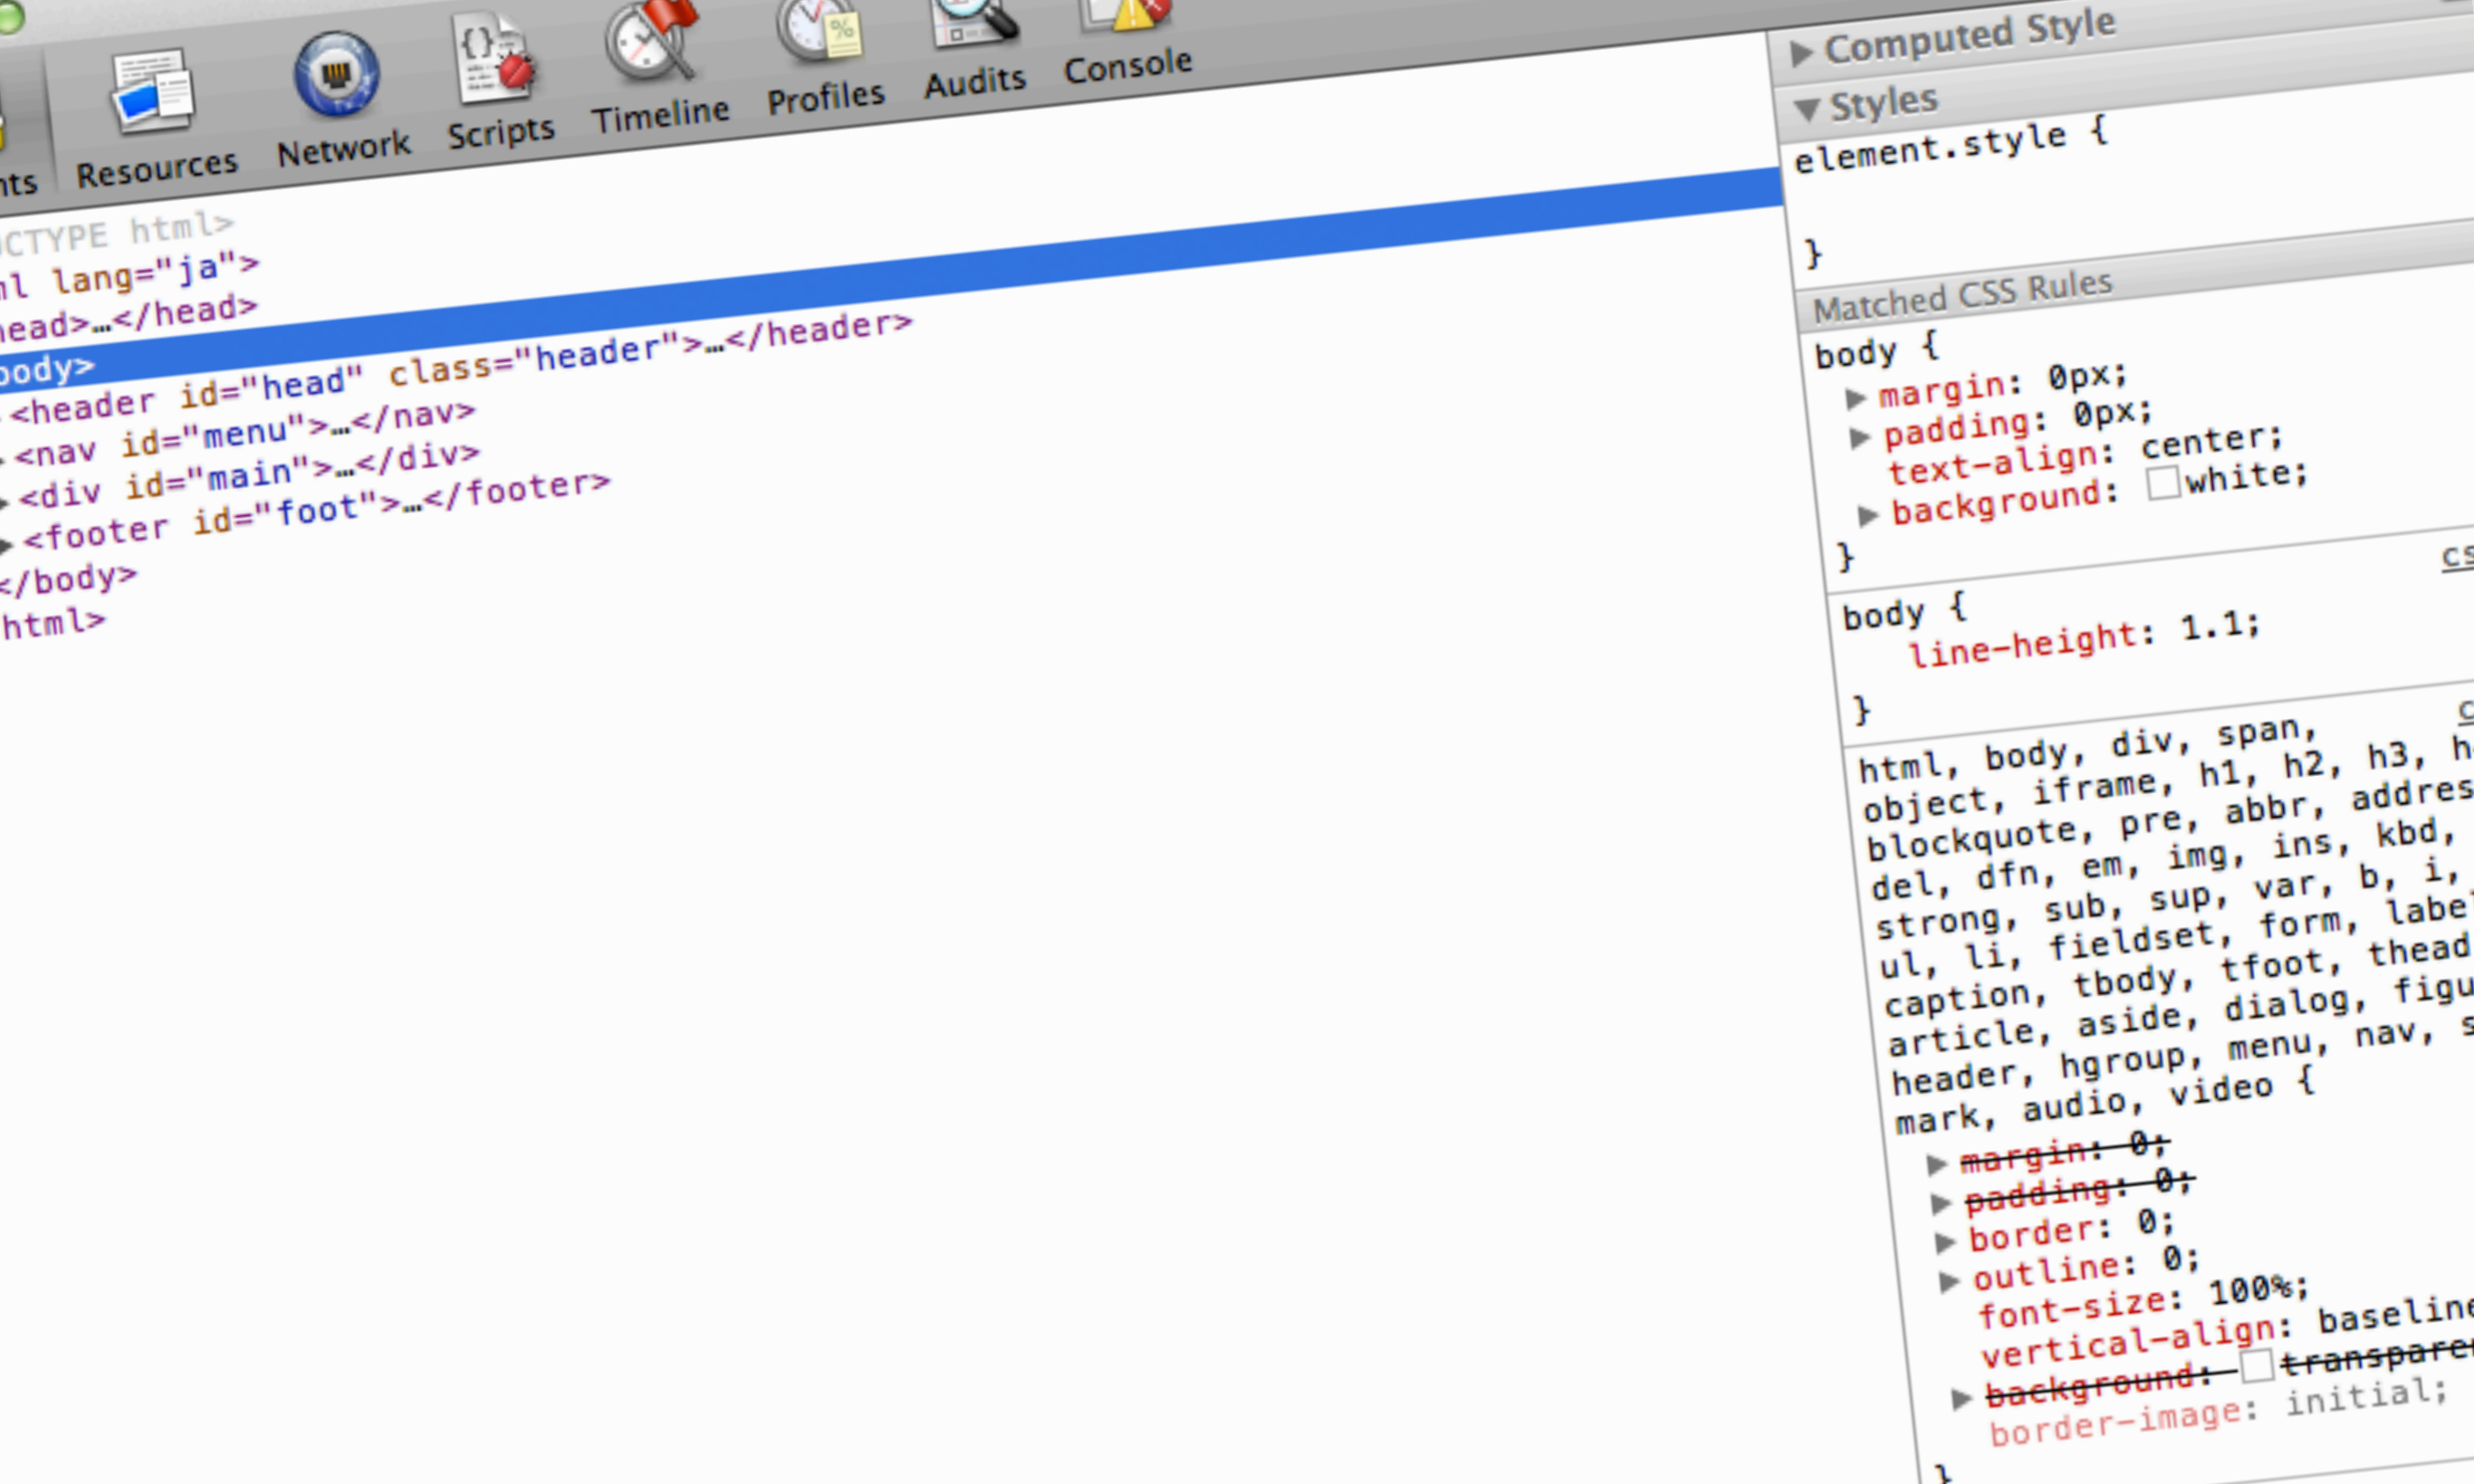 Resources Network Scripts Timeline Profiles Audits Console
html>
lang="ja">
</head>
body>
<header id="head" class="header">…</header>
<nav id="menu">…</nav>
<div id="main">…</div>
<footer id="foot">…</footer>
</body>
html>
Computed Style
Styles
element.style {
}
Matched CSS Rules
body {
margin: 0px;
padding: 0px;
text-align: center;
background: white;
}
body {
line-height: 1.1;
}
html, body, div, span,
object, iframe, h1, h2, h3,
blockquote, pre, abbr,
del, dfn, em, img, ins, kbd,
strong, sub, sup, var, b, i,
ul, li, fieldset, form,
caption, tbody, tfoot, thead
article, aside, dialog,
header, hgroup, menu, nav,
mark, audio, video {
margin: 0;
padding: 0;
border: 0;
outline: 0;
font-size: 100%;
vertical-align: baseline
background:
border-image: initial;
}